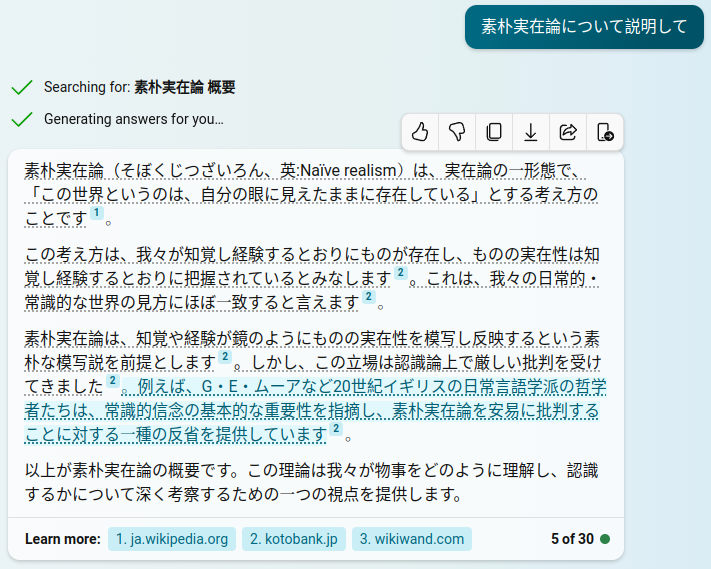 素朴実在論について説明して
Searching for: 素朴実在論 概要
Generating answers for you...
素朴実在論（そぼくじつざいろん、英:Naïve realism）は、実在論の一形態で、
「この世界というのは、自分の眼に見えたままに存在している」とする考え方の
ことです 1 。
この考え方は、我々が知覚し経験するとおりにものが存在し、ものの実在性は知
覚し経験するとおりに把握されているとみなします 2 。これは、我々の日常的・
常識的な世界の見方にほぼ一致すると言えます 2 。
素朴実在論は、知覚や経験が鏡のようにものの実在性を模写し反映するという素
朴な模写説を前提とします 2 。しかし、この立場は認識論上で厳しい批判を受け
てきました 2 。例えば、G・E・ムーアなど20世紀イギリスの日常言語学派の哲学
者たちは、常識的信念の基本的な重要性を指摘し、素朴実在論を安易に批判する
ことに対する一種の反省を提供しています 2 。
以上が素朴実在論の概要です。この理論は我々が物事をどのように理解し、認識
するかについて深く考察するための一つの視点を提供します。
Learn more: 1. ja.wikipedia.org 2. kotobank.jp 3. wikiwand.com 5 of 30